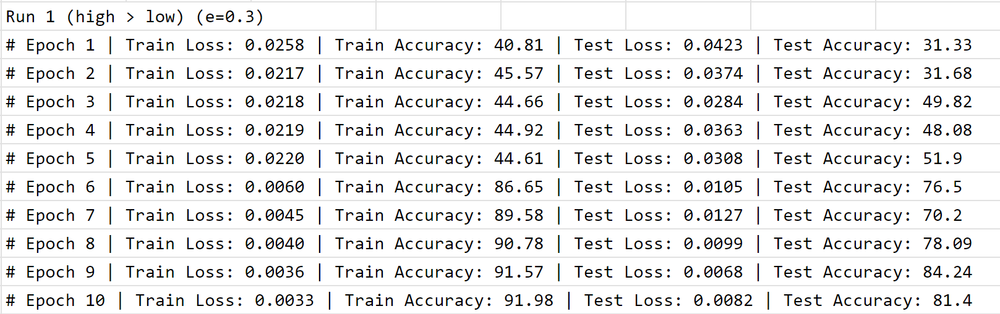 Run 1 (high > low) (e=0.3)
# Epoch 1 | Train Loss: 0.0258 | Train Accuracy: 40.81 | Test Loss: 0.0423 | Test Accuracy: 31.33
# Epoch 2 | Train Loss: 0.0217 | Train Accuracy: 45.57 | Test Loss: 0.0374 | Test Accuracy: 31.68
# Epoch 3 | Train Loss: 0.0218 | Train Accuracy: 44.66 | Test Loss: 0.0284 | Test Accuracy: 49.82
# Epoch 4 | Train Loss: 0.0219 | Train Accuracy: 44.92 | Test Loss: 0.0363 | Test Accuracy: 48.08
# Epoch 5 | Train Loss: 0.0220 | Train Accuracy: 44.61 | Test Loss: 0.0308 | Test Accuracy: 51.9
# Epoch 6 | Train Loss: 0.0060 | Train Accuracy: 86.65 | Test Loss: 0.0105 | Test Accuracy: 76.5
# Epoch 7 | Train Loss: 0.0045 | Train Accuracy: 89.58 | Test Loss: 0.0127 | Test Accuracy: 70.2
# Epoch 8 | Train Loss: 0.0040 | Train Accuracy: 90.78 | Test Loss: 0.0099 | Test Accuracy: 78.09
# Epoch 9 | Train Loss: 0.0036 | Train Accuracy: 91.57 | Test Loss: 0.0068 | Test Accuracy: 84.24
# Epoch 10 | Train Loss: 0.0033 | Train Accuracy: 91.98 | Test Loss: 0.0082 | Test Accuracy: 81.4